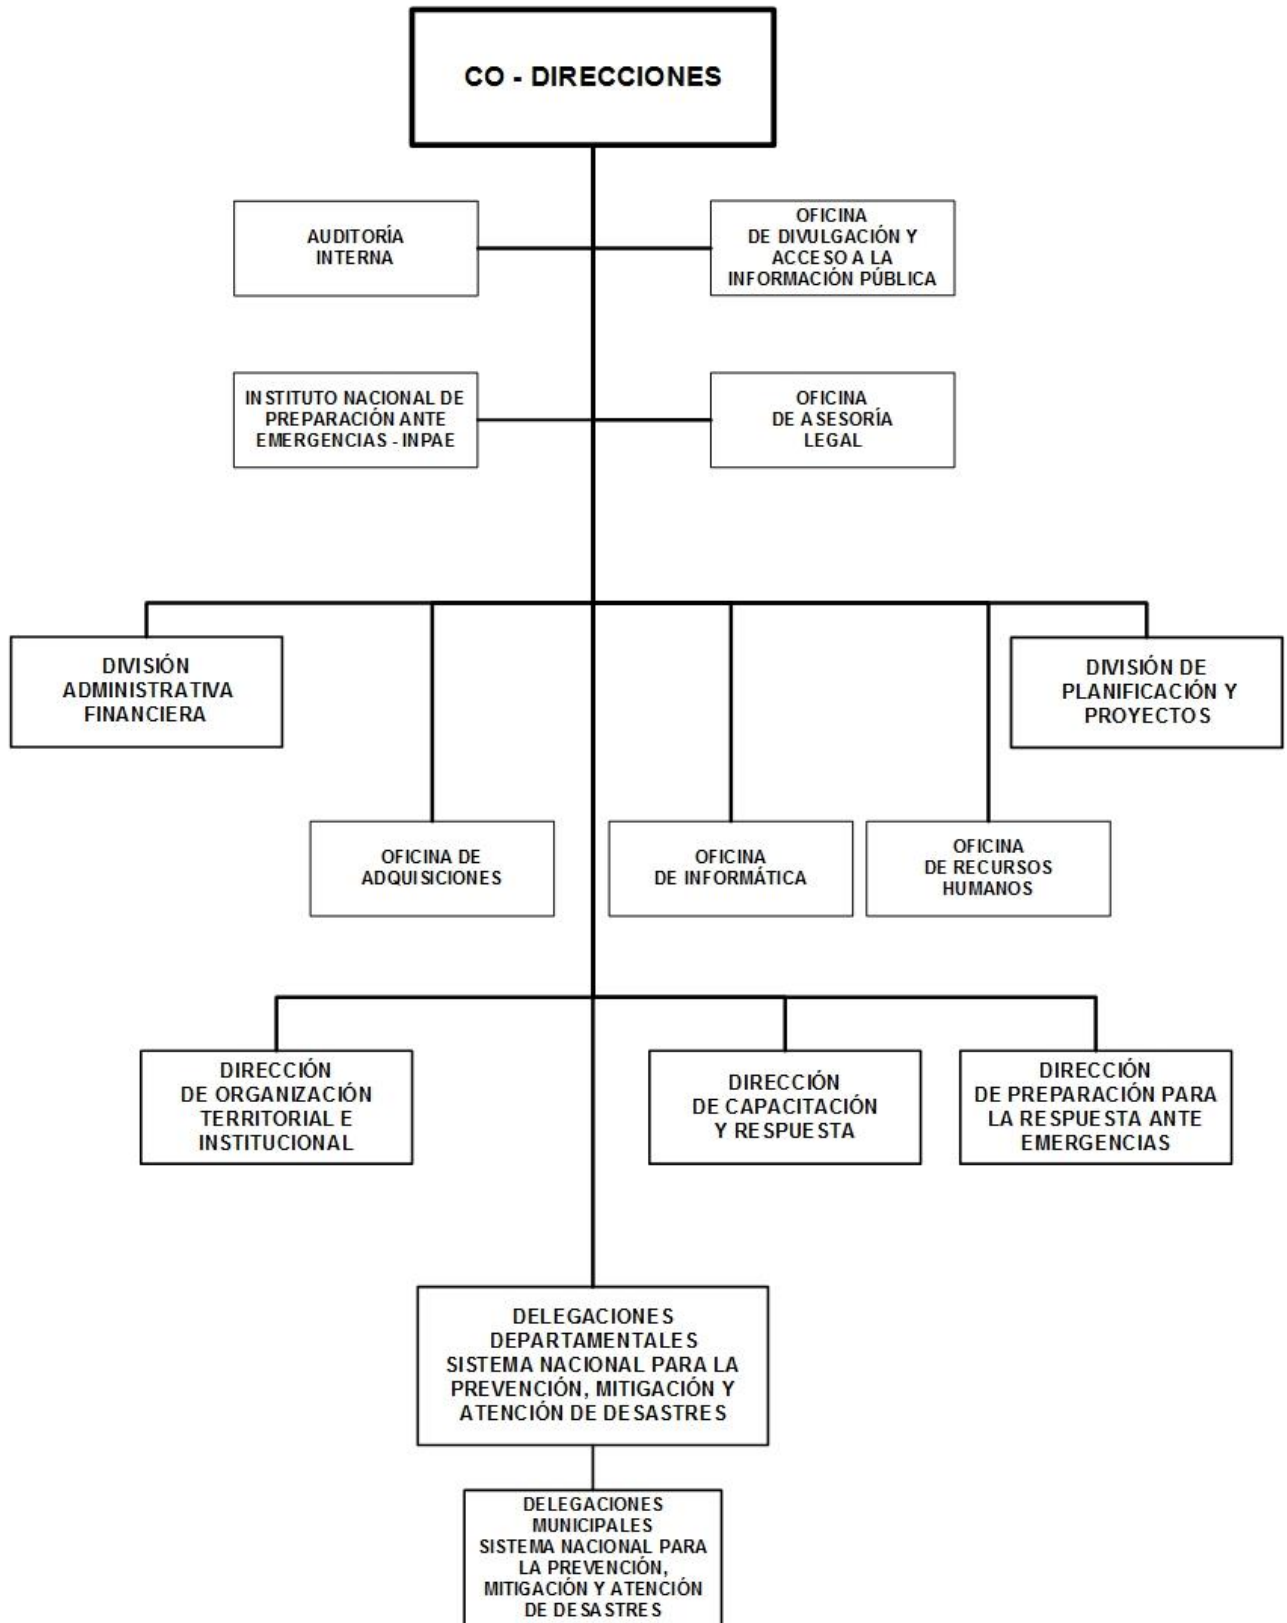 CO - DIRECCIONES
AUDITORÍA
INTERNA
OFICINA
DE DIVULGACIÓN Y
ACCESO A LA
INFORMACIÓN PÚBLICA
INSTITUTO NACIONAL DE
PREPARACIÓN ANTE
EMERGENCIAS - INPAE
OFICINA
DE ASESORÍA
LEGAL
DIVISIÓN
ADMINISTRATIVA
FINANCIERA
DIVISIÓN DE
PLANIFICACIÓN Y
PROYECTOS
OFICINA DE
ADQUISICIONES
OFICINA
DE INFORMÁTICA
OFICINA
DE RECURSOS
HUMANOS
DIRECCIÓN
DE ORGANIZACIÓN
TERRITORIAL E
INSTITUCIONAL
DIRECCIÓN
DE CAPACITACIÓN
Y RESPUESTA
DIRECCIÓN
DE PREPARACIÓN PARA
LA RESPUESTA ANTE
EMERGENCIAS
DELEGACIONES
DEPARTAMENTALES
SISTEMA NACIONAL PARA LA
PREVENCIÓN, MITIGACIÓN Y
ATENCIÓN DE DESASTRES
DELEGACIONES
MUNICIPALES
SISTEMA NACIONAL PARA
LA PREVENCIÓN,
MITIGACIÓN Y ATENCIÓN
DE DESASTRES